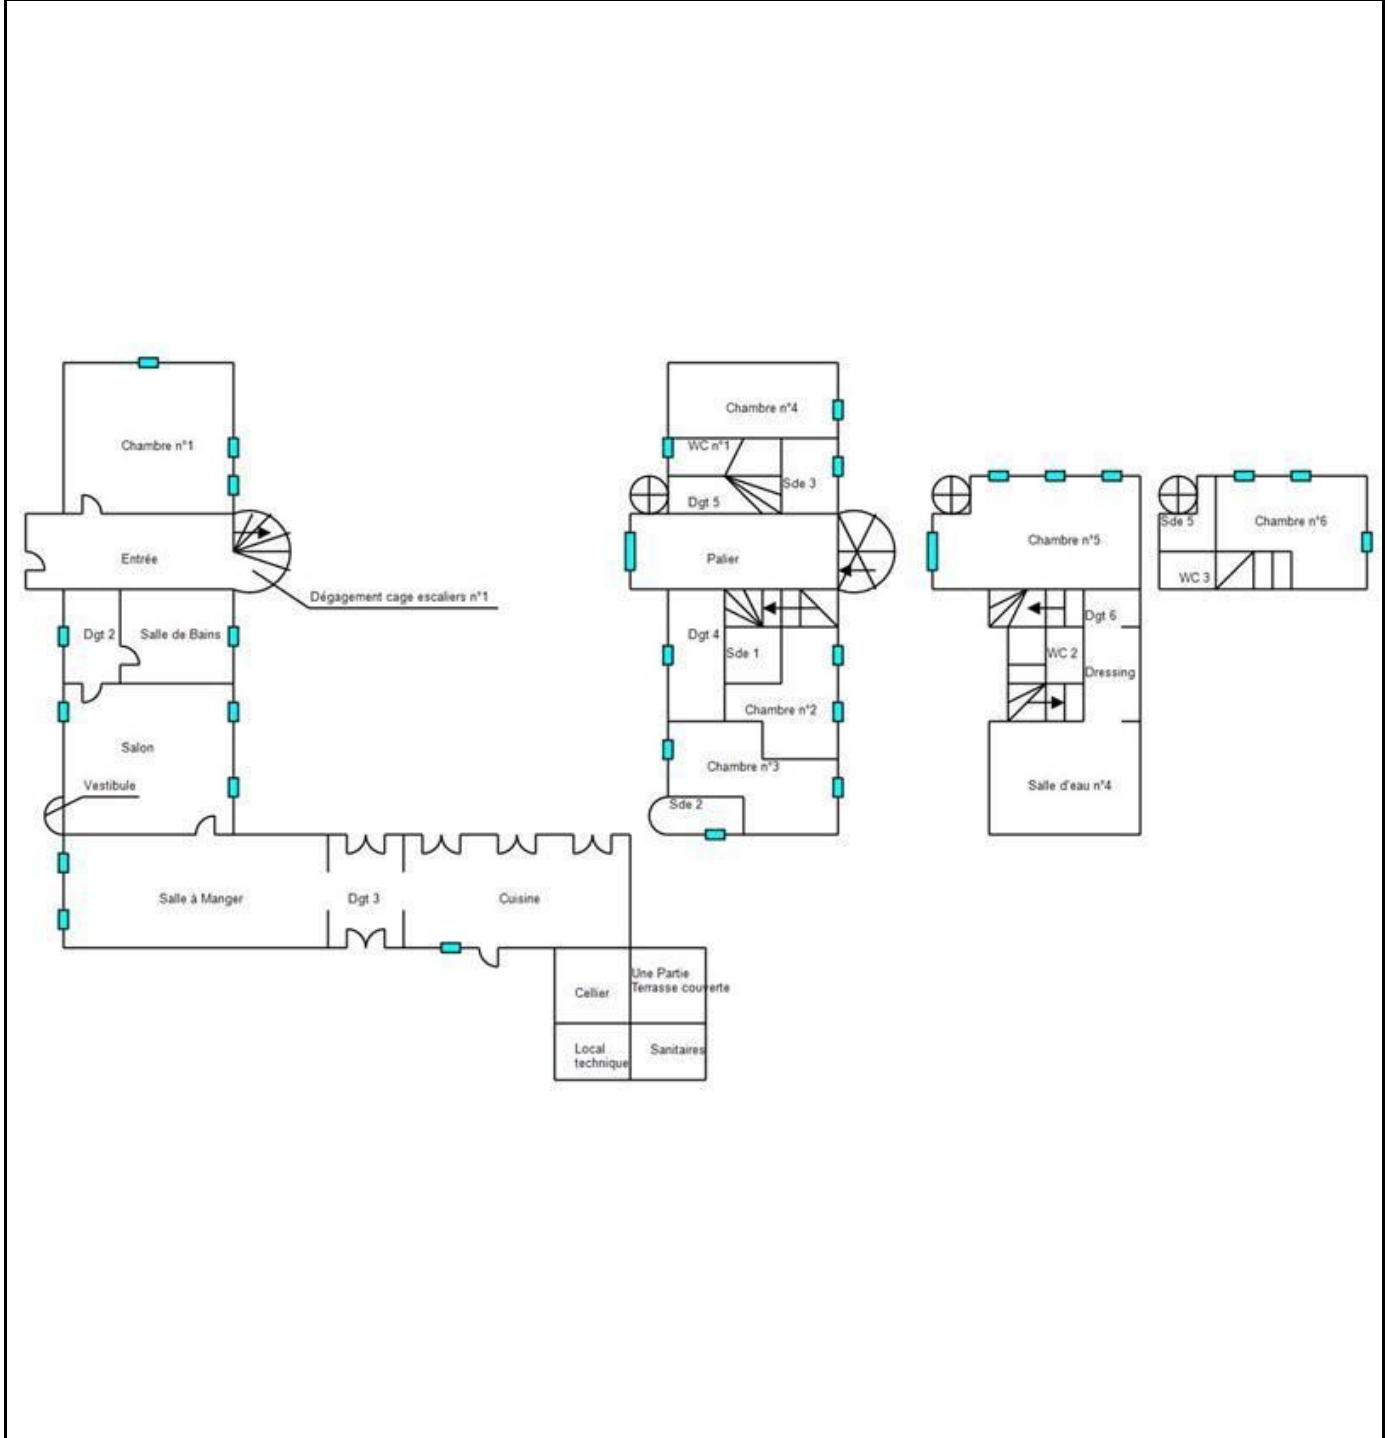 Chambre n°1
Entrée
Dégagement cage escaliers n°1
Dgt 2
Salle de Bains
Salon
Vestibule
Salle à Manger
Dgt 3
Cuisine
Cellier
Une Partie
Terrasse couverte
Local
technique
Sanitaires
Chambre n°4
WC n°1
Sde 3
Dgt 5
Palier
Dgt 4
Sde 1
Chambre n°2
Chambre n°3
Sde 2
Chambre n°5
Dgt 6
WC 2
Dressing
Salle d'eau n°4
Sde 5
Chambre n°6
WC 3